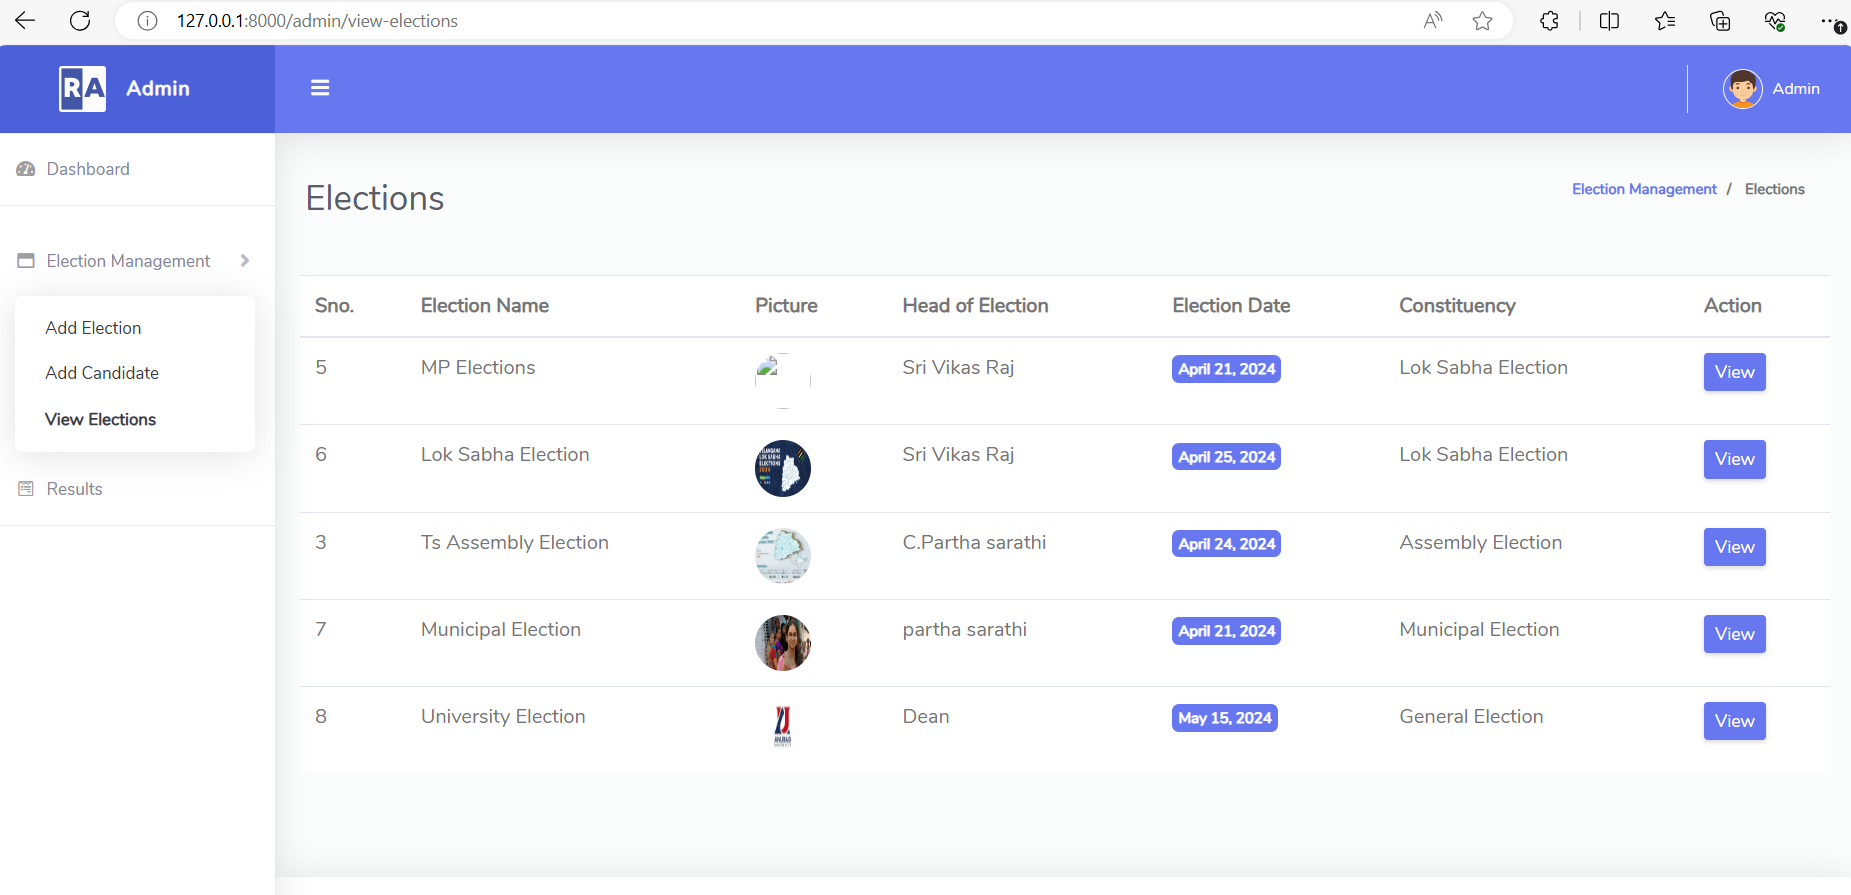 127.0.0.1:8000/admin/view-elections
RA Admin
Admin
Dashboard
Elections
Election Management / Elections
Election Management
Add Election
Add Candidate
View Elections
Results
Sno. Election Name Picture Head of Election Election Date Constituency Action
5 MP Elections Sri Vikas Raj April 21, 2024 Lok Sabha Election View
6 Lok Sabha Election Sri Vikas Raj April 25, 2024 Lok Sabha Election View
3 Ts Assembly Election C.Partha sarathi April 24, 2024 Assembly Election View
7 Municipal Election partha sarathi April 21, 2024 Municipal Election View
8 University Election Dean May 15, 2024 General Election View